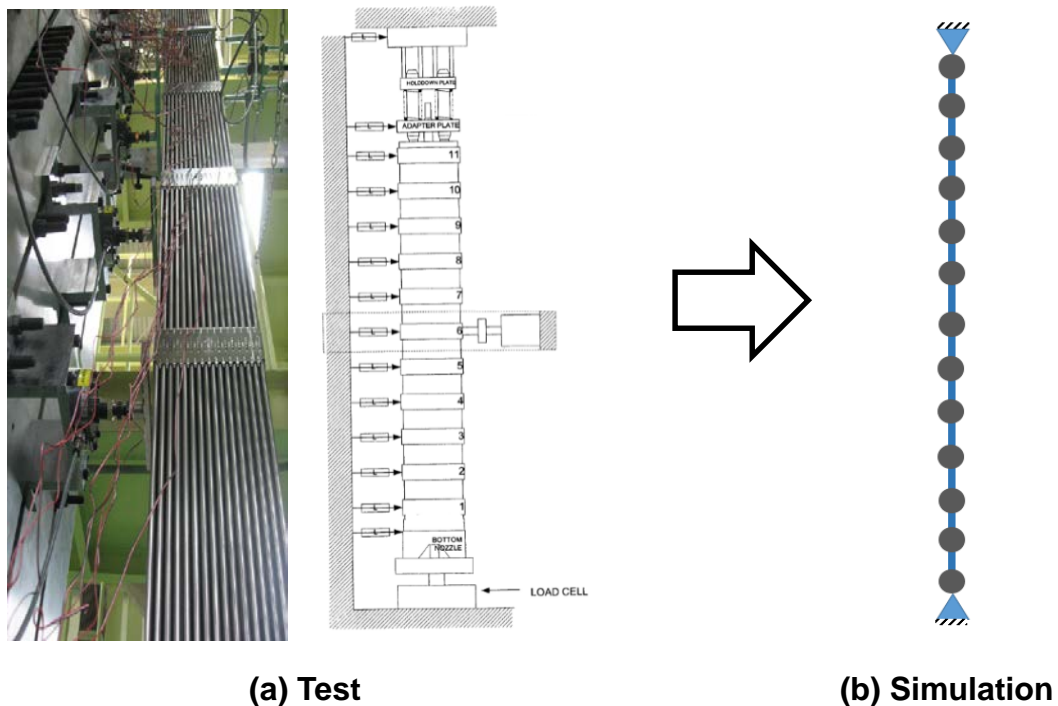 L
HOLDDOWN PLATE
L
ADAPTER PLATE
L
11
L
10
L
9
L
8
L
7
L
6
L
5
L
4
L
3
L
2
L
1
L
BOTTOM
NOZZLE
LOAD CELL
(a) Test
(b) Simulation